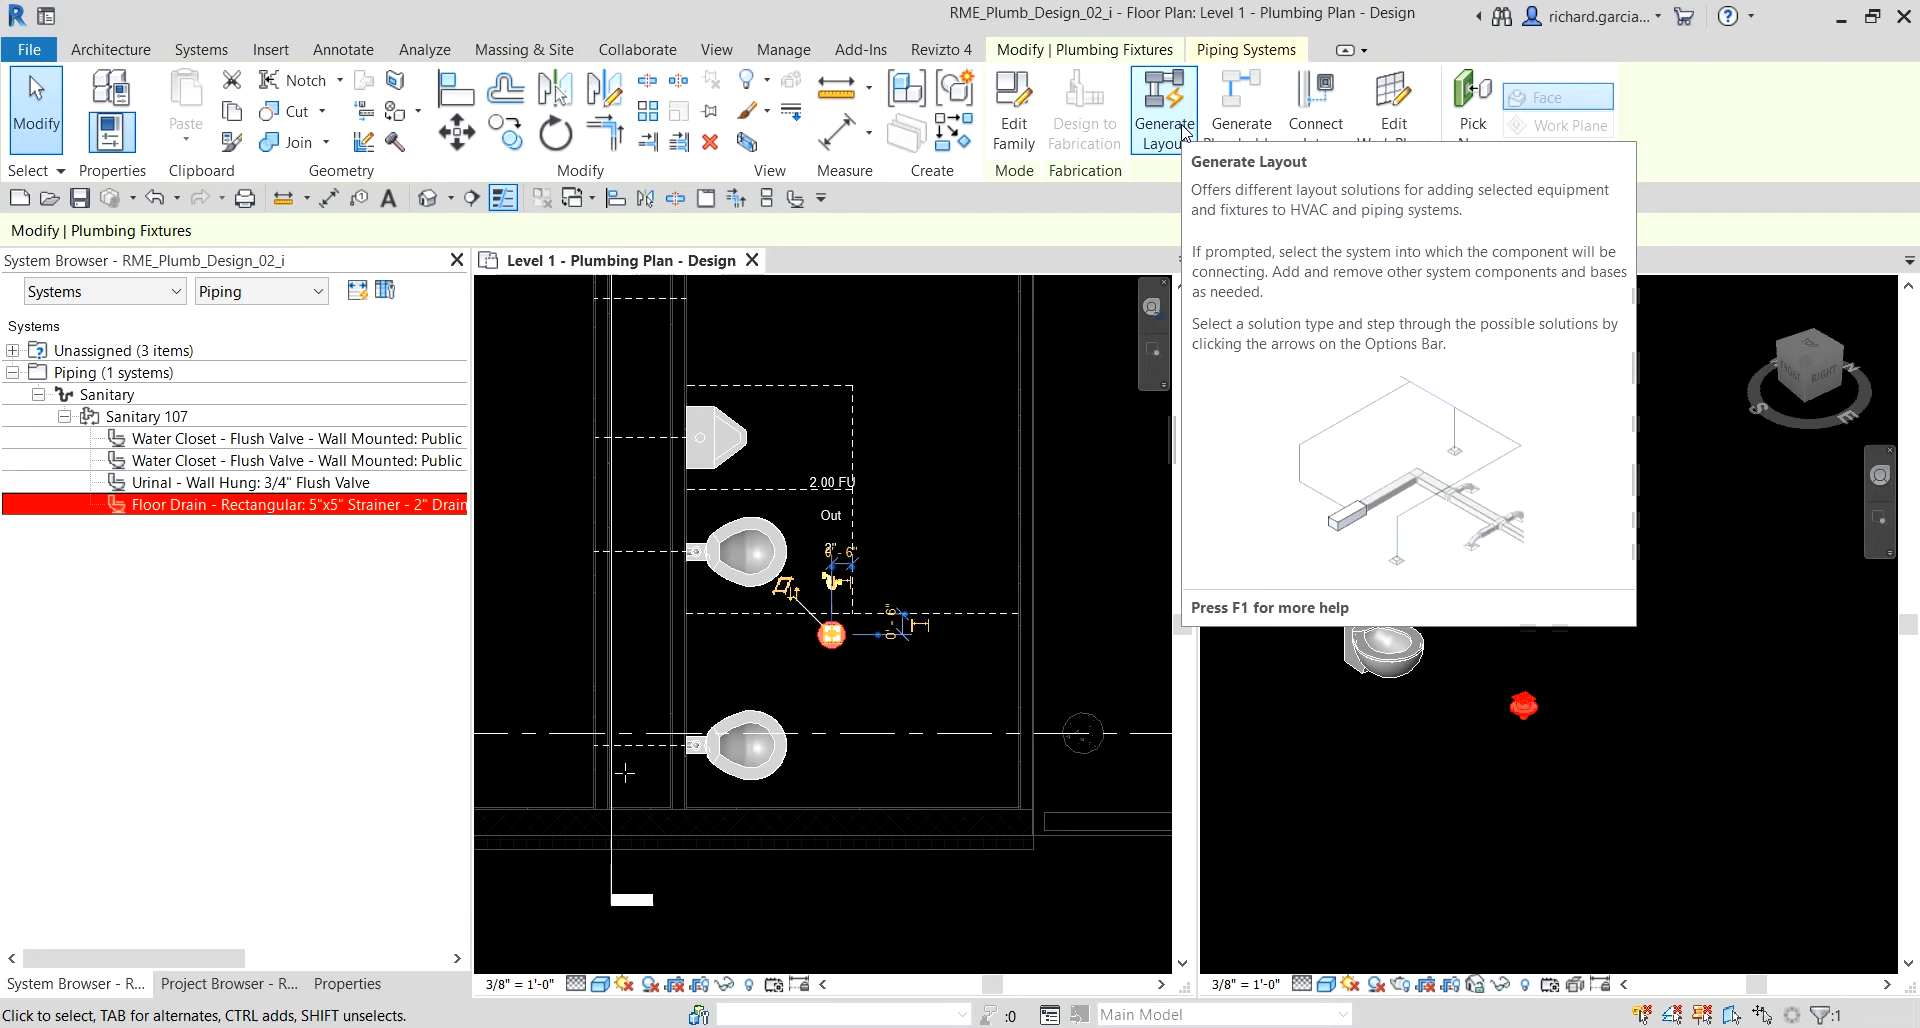 RME_Plumb_Design_02_i - Floor Plan: Level 1 - Plumbing Plan - Design
richard.garcia...
File Architecture Systems Insert Annotate Analyze Massing & Site Collaborate View Manage Add-Ins Revizto 4 Modify | Plumbing Fixtures Piping Systems
Modify
Paste
Notch
Cut
Join
Edit
Family
Design to
Fabrication
Generate
Layou
Generate
Connect
Edit
Pick
Face
Work Plane
Select Properties Clipboard Geometry Modify View Measure Create Mode Fabrication
Modify | Plumbing Fixtures
System Browser - RME_Plumb_Design_02_i
Level 1 - Plumbing Plan - Design
Systems Piping
Systems
Unassigned (3 items)
Piping (1 systems)
Sanitary
Sanitary 107
Water Closet - Flush Valve - Wall Mounted: Public
Water Closet - Flush Valve - Wall Mounted: Public
Urinal - Wall Hung: 3/4" Flush Valve
Floor Drain - Rectangular: 5"x5" Strainer - 2" Drain
2.00 FU
Out
2"
0' - 6"
0' - 6"
Generate Layout
Offers different layout solutions for adding selected equipment
and fixtures to HVAC and piping systems.
If prompted, select the system into which the component will be
connecting. Add and remove other system components and bases
as needed.
Select a solution type and step through the possible solutions by
clicking the arrows on the Options Bar.
Press F1 for more help
TOP
FRONT
RIGHT
S
E
N
3/8" = 1'-0"
3/8" = 1'-0"
System Browser - R... Project Browser - R... Properties
Click to select, TAB for alternates, CTRL adds, SHIFT unselects.
:0
Main Model
:1